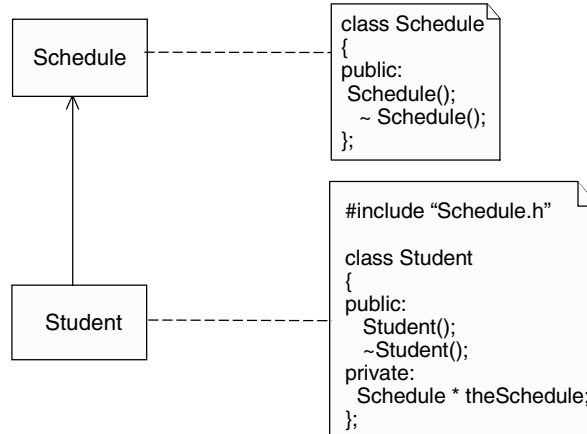 Schedule
class Schedule
{
public:
Schedule();
~ Schedule();
};
Student
#include “Schedule.h”
class Student
{
public:
Student();
~Student();
private:
Schedule * theSchedule;
};